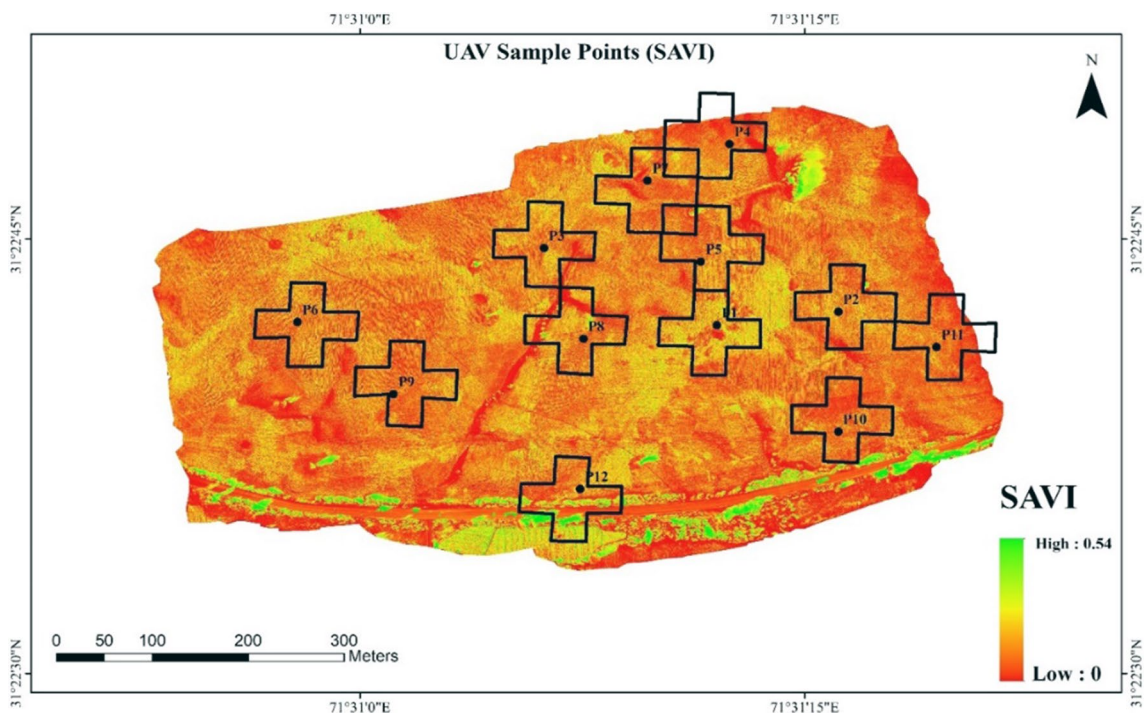 71°31'0"E
71°31'15"E
UAV Sample Points (SAVI)
N
P4
P7
31°22'45"N
31°22'45"N
P3
P5
P2
P6
P1
P8
P11
P9
P10
P12
SAVI
High : 0.54
Low : 0
0 50 100 200 300
Meters
31°22'30"N
31°22'30"N
71°31'0"E
71°31'15"E